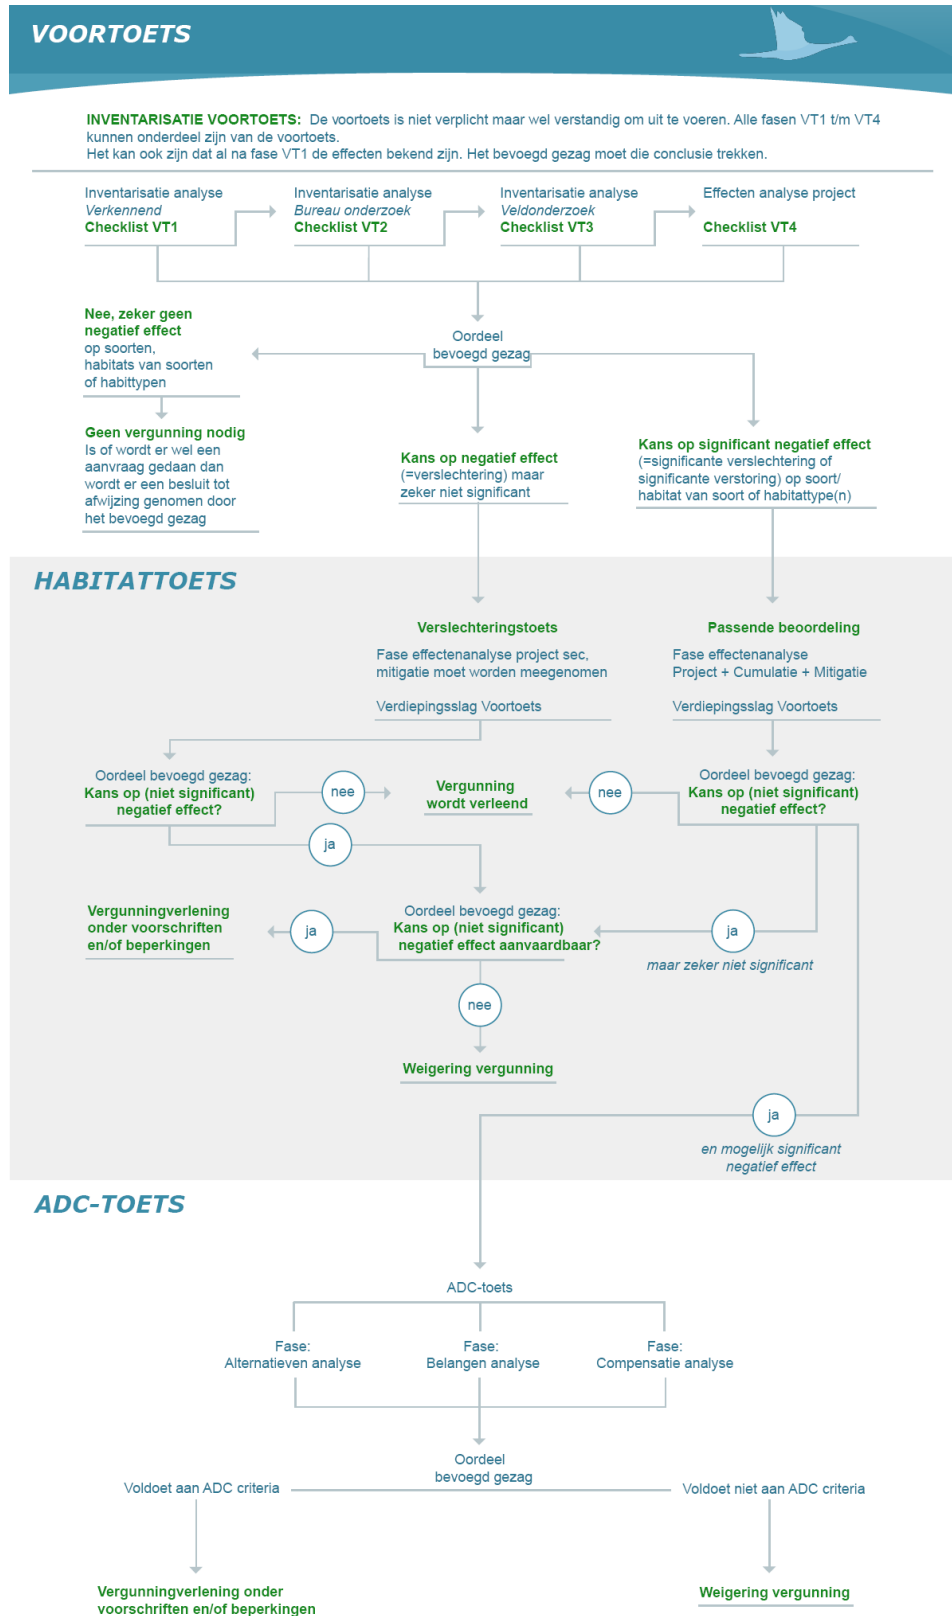 VOORTOETS
INVENTARISATIE VOORTOETS: De voortoets is niet verplicht maar wel verstandig om uit te voeren. Alle fasen VT1 t/m VT4
kunnen onderdeel zijn van de voortoets.
Het kan ook zijn dat al na fase VT1 de effecten bekend zijn. Het bevoegd gezag moet die conclusie trekken.
Inventarisatie analyse
Verkennend
Checklist VT1
Inventarisatie analyse
Bureau onderzoek
Checklist VT2
Inventarisatie analyse
Veldonderzoek
Checklist VT3
Effecten analyse project
Checklist VT4
Nee, zeker geen
negatief effect
op soorten,
habitats van soorten
of habittypen
Oordeel
bevoegd gezag
Geen vergunning nodig
Is of wordt er wel een
aanvraag gedaan dan
wordt er een besluit tot
afwijzing genomen door
het bevoegd gezag
Kans op negatief effect
(=verslechtering) maar
zeker niet significant
Kans op significant negatief effect
(=significante verslechtering of
significante verstoring) op soort/
habitat van soort of habitattype(n)
HABITATTOETS
Verslechteringstoets
Fase effectenanalyse project sec,
mitigatie moet worden meegenomen
Verdiepingsslag Voortoets
Passende beoordeling
Fase effectenanalyse
Project + Cumulatie + Mitigatie
Verdiepingsslag Voortoets
Oordeel bevoegd gezag:
Kans op (niet significant)
negatief effect?
nee
Vergunning
wordt verleend
nee
Oordeel bevoegd gezag:
Kans op (niet significant)
negatief effect?
ja
Vergunningverlening
onder voorschriften
en/of beperkingen
ja
Oordeel bevoegd gezag:
Kans op (niet significant)
negatief effect aanvaardbaar?
ja
maar zeker niet significant
nee
Weigering vergunning
ja
en mogelijk significant
negatief effect
ADC-TOETS
ADC-toets
Fase:
Alternatieven analyse
Fase:
Belangen analyse
Fase:
Compensatie analyse
Oordeel
bevoegd gezag
Voldoet aan ADC criteria
Voldoet niet aan ADC criteria
Vergunningverlening onder
voorschriften en/of beperkingen
Weigering vergunning